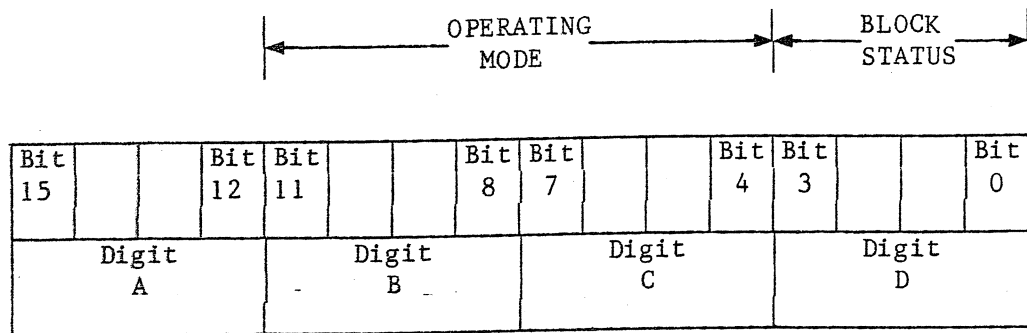 OPERATING MODE
BLOCK STATUS
Bit 15 Bit 12 Bit 11 Bit 8 Bit 7 Bit 4 Bit 3 Bit 0
Digit A Digit B Digit C Digit D